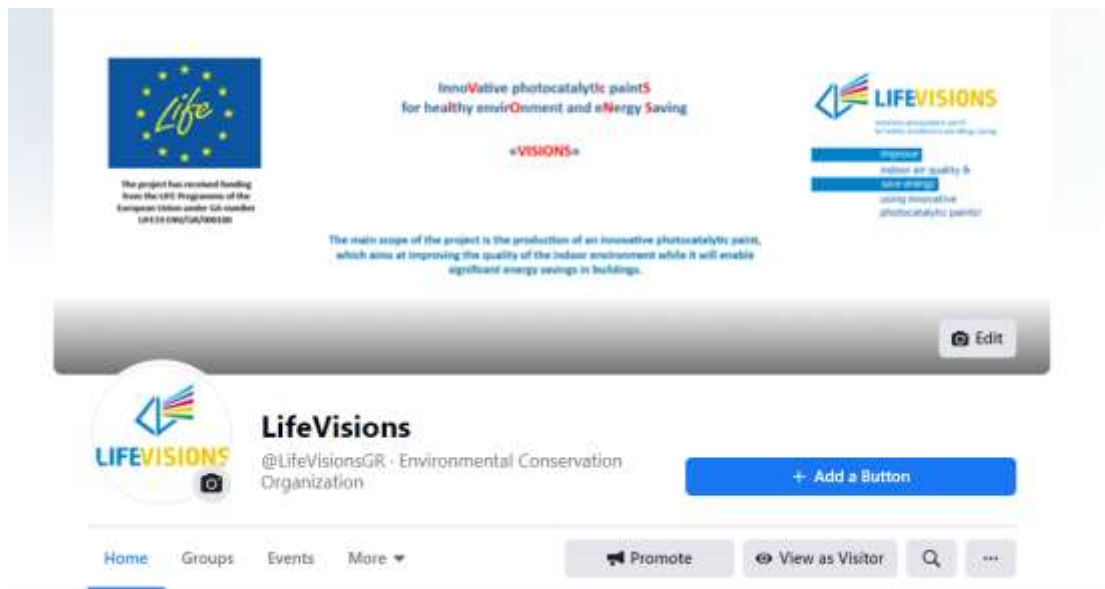 Life
The project has received funding
from the LIFE Programme of the
European Union under GA number
LIFE19 ENV/GR/000100
InnoVative photocatalytIc paintS
for healthy envirOnment and eNergy Saving
«VISIONS»
The main scope of the project is the production of an innovative photocatalytic paint,
which aims at improving the quality of the indoor environment while it will enable
significant energy savings in buildings.
LIFEVISIONS
improve
indoor air quality &
save energy
using innovative
photocatalytic paints!
Edit
LIFEVISIONS
LifeVisions
@LifeVisionsGR · Environmental Conservation
Organization
+ Add a Button
Home Groups Events More
Promote View as Visitor ...